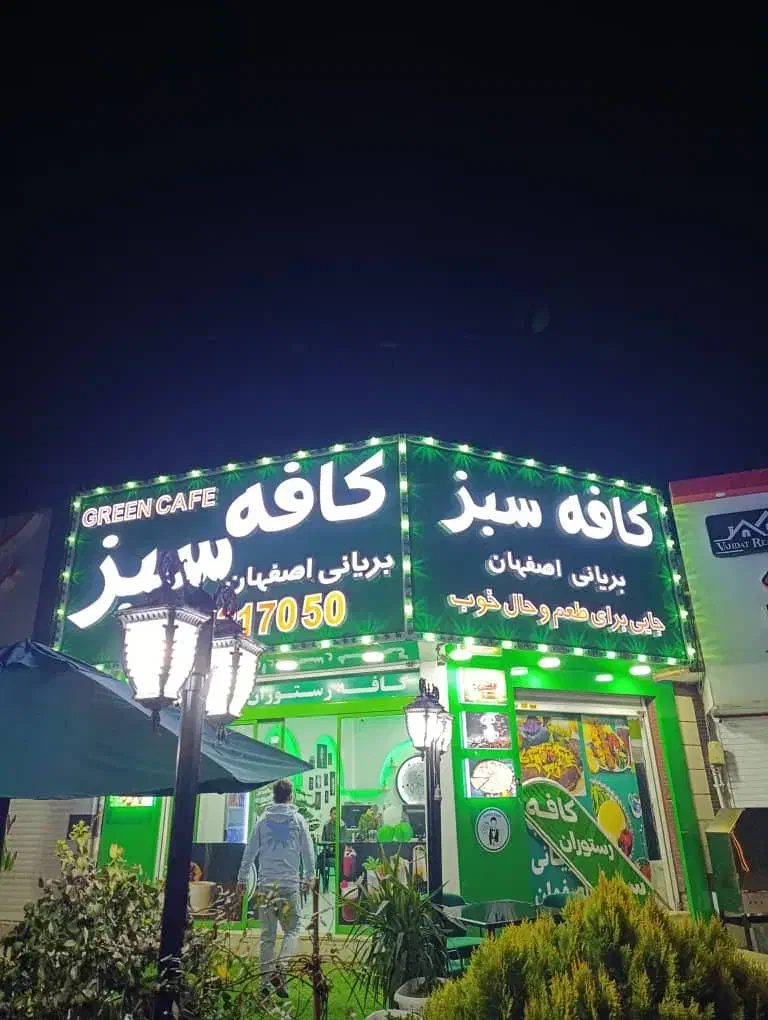 GREEN CAFE
کافه
سبز
بریانی اصفهان
17050
کافه سبز
بریانی اصفهان
جایی برای طعم و حال خوب
کافه رستوران
کافه
رستوران
VAHDAT